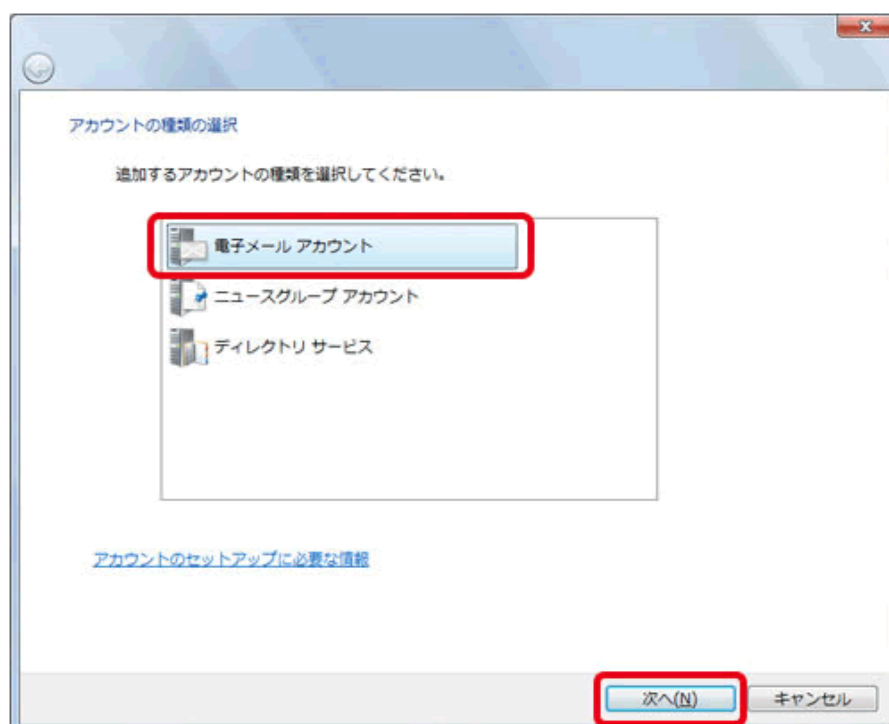 アカウントの種類の選択
追加するアカウントの種類を選択してください。
電子メール アカウント
ニュースグループ アカウント
ディレクトリ サービス
アカウントのセットアップに必要な情報
次へ(N)
キャンセル